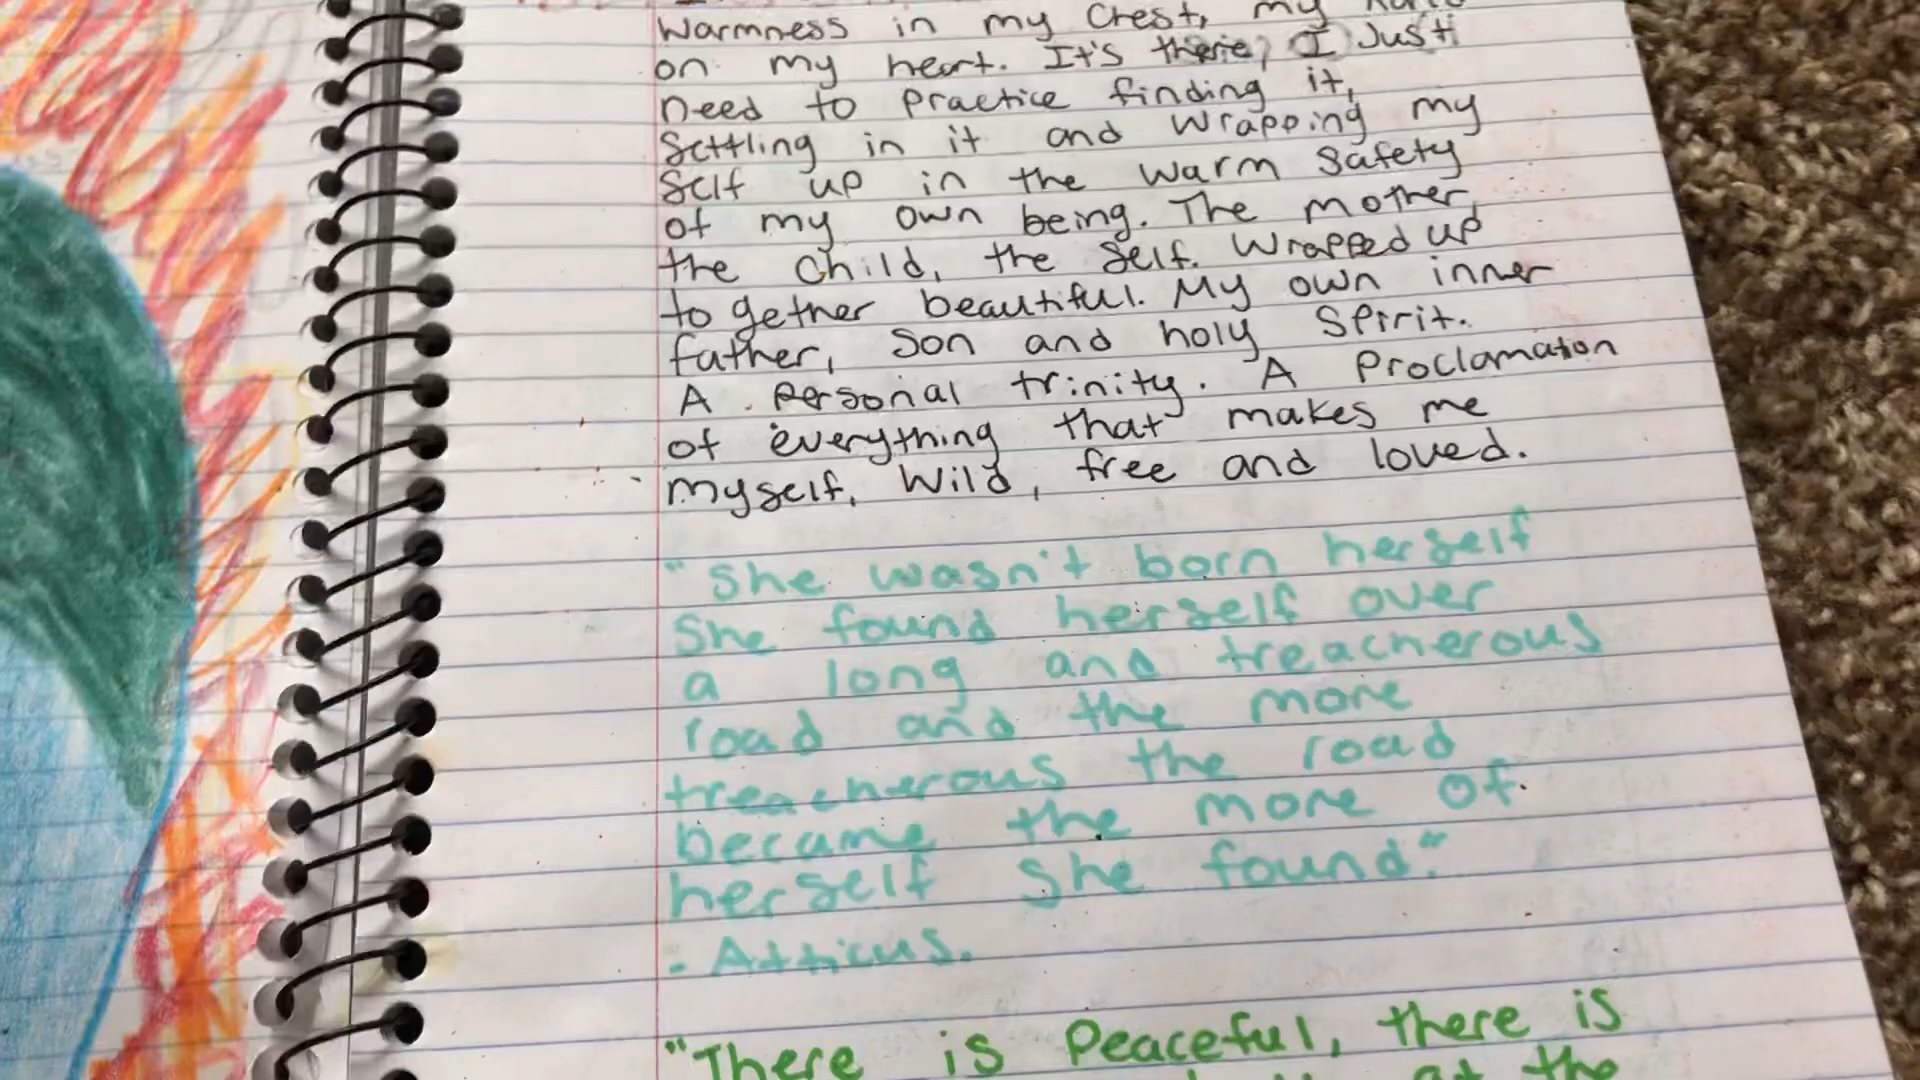 Warmness in my Chest, my
on my heart. It's there, I Just
need to Practice finding it,
Settling in it and wrapping my
Self up in the warm Safety
of my own being. The mother,
the Child, the Self. Wrapped up
together beautiful. My own inner
father, Son and holy Spirit.
A Personal trinity. A Proclamation
of everything that makes me
myself, Wild, free and loved.
"She wasn't born herself
She found herself over
a long and treacherous
road and the more
treacherous the road
became the more of
herself She found".
- Atticus.
"There is Peaceful, there is
at the